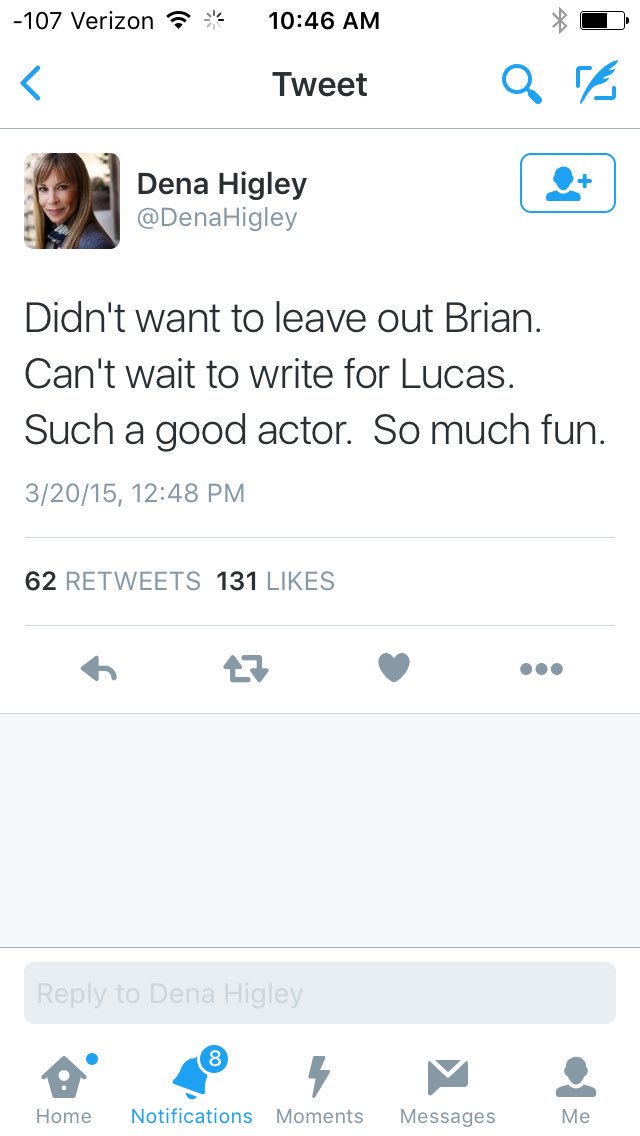 -107 Verizon 10:46 AM
Tweet
Dena Higley
@DenaHigley
Didn't want to leave out Brian.
Can't wait to write for Lucas.
Such a good actor.  So much fun.
3/20/15, 12:48 PM
62 RETWEETS 131 LIKES
Reply to Dena Higley
8
Home Notifications Moments Messages Me